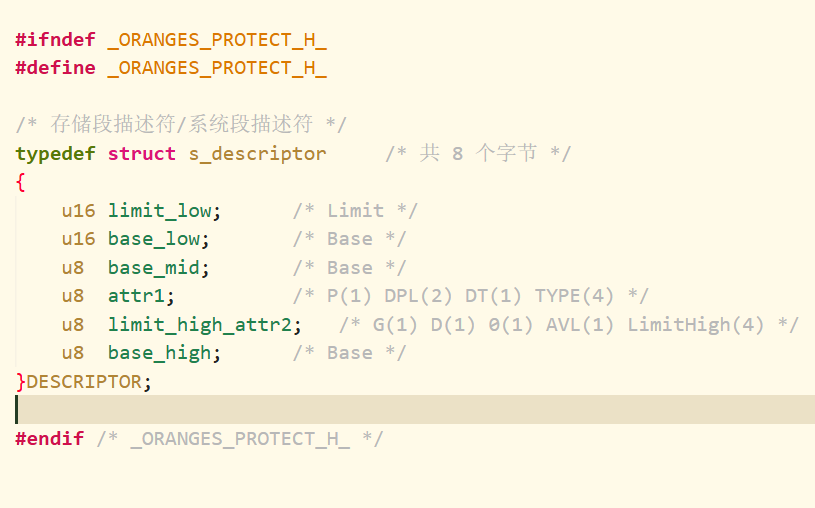 #ifndef _ORANGES_PROTECT_H_
#define _ORANGES_PROTECT_H_
/* 存储段描述符/系统段描述符 */
typedef struct s_descriptor     /* 共 8 个字节 */
{
    u16 limit_low;      /* Limit */
    u16 base_low;       /* Base */
    u8  base_mid;       /* Base */
    u8  attr1;          /* P(1) DPL(2) DT(1) TYPE(4) */
    u8  limit_high_attr2;   /* G(1) D(1) 0(1) AVL(1) LimitHigh(4) */
    u8  base_high;      /* Base */
}DESCRIPTOR;
#endif /* _ORANGES_PROTECT_H_ */